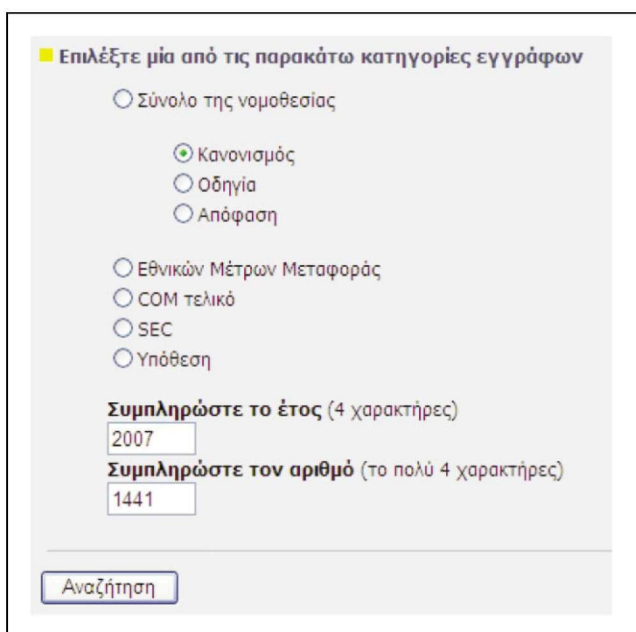 Επιλέξτε μία από τις παρακάτω κατηγορίες εγγράφων
Σύνολο της νομοθεσίας
Κανονισμός
Οδηγία
Απόφαση
Εθνικών Μέτρων Μεταφοράς
COM τελικό
SEC
Υπόθεση
Συμπληρώστε το έτος (4 χαρακτήρες)
2007
Συμπληρώστε τον αριθμό (το πολύ 4 χαρακτήρες)
1441
Αναζήτηση